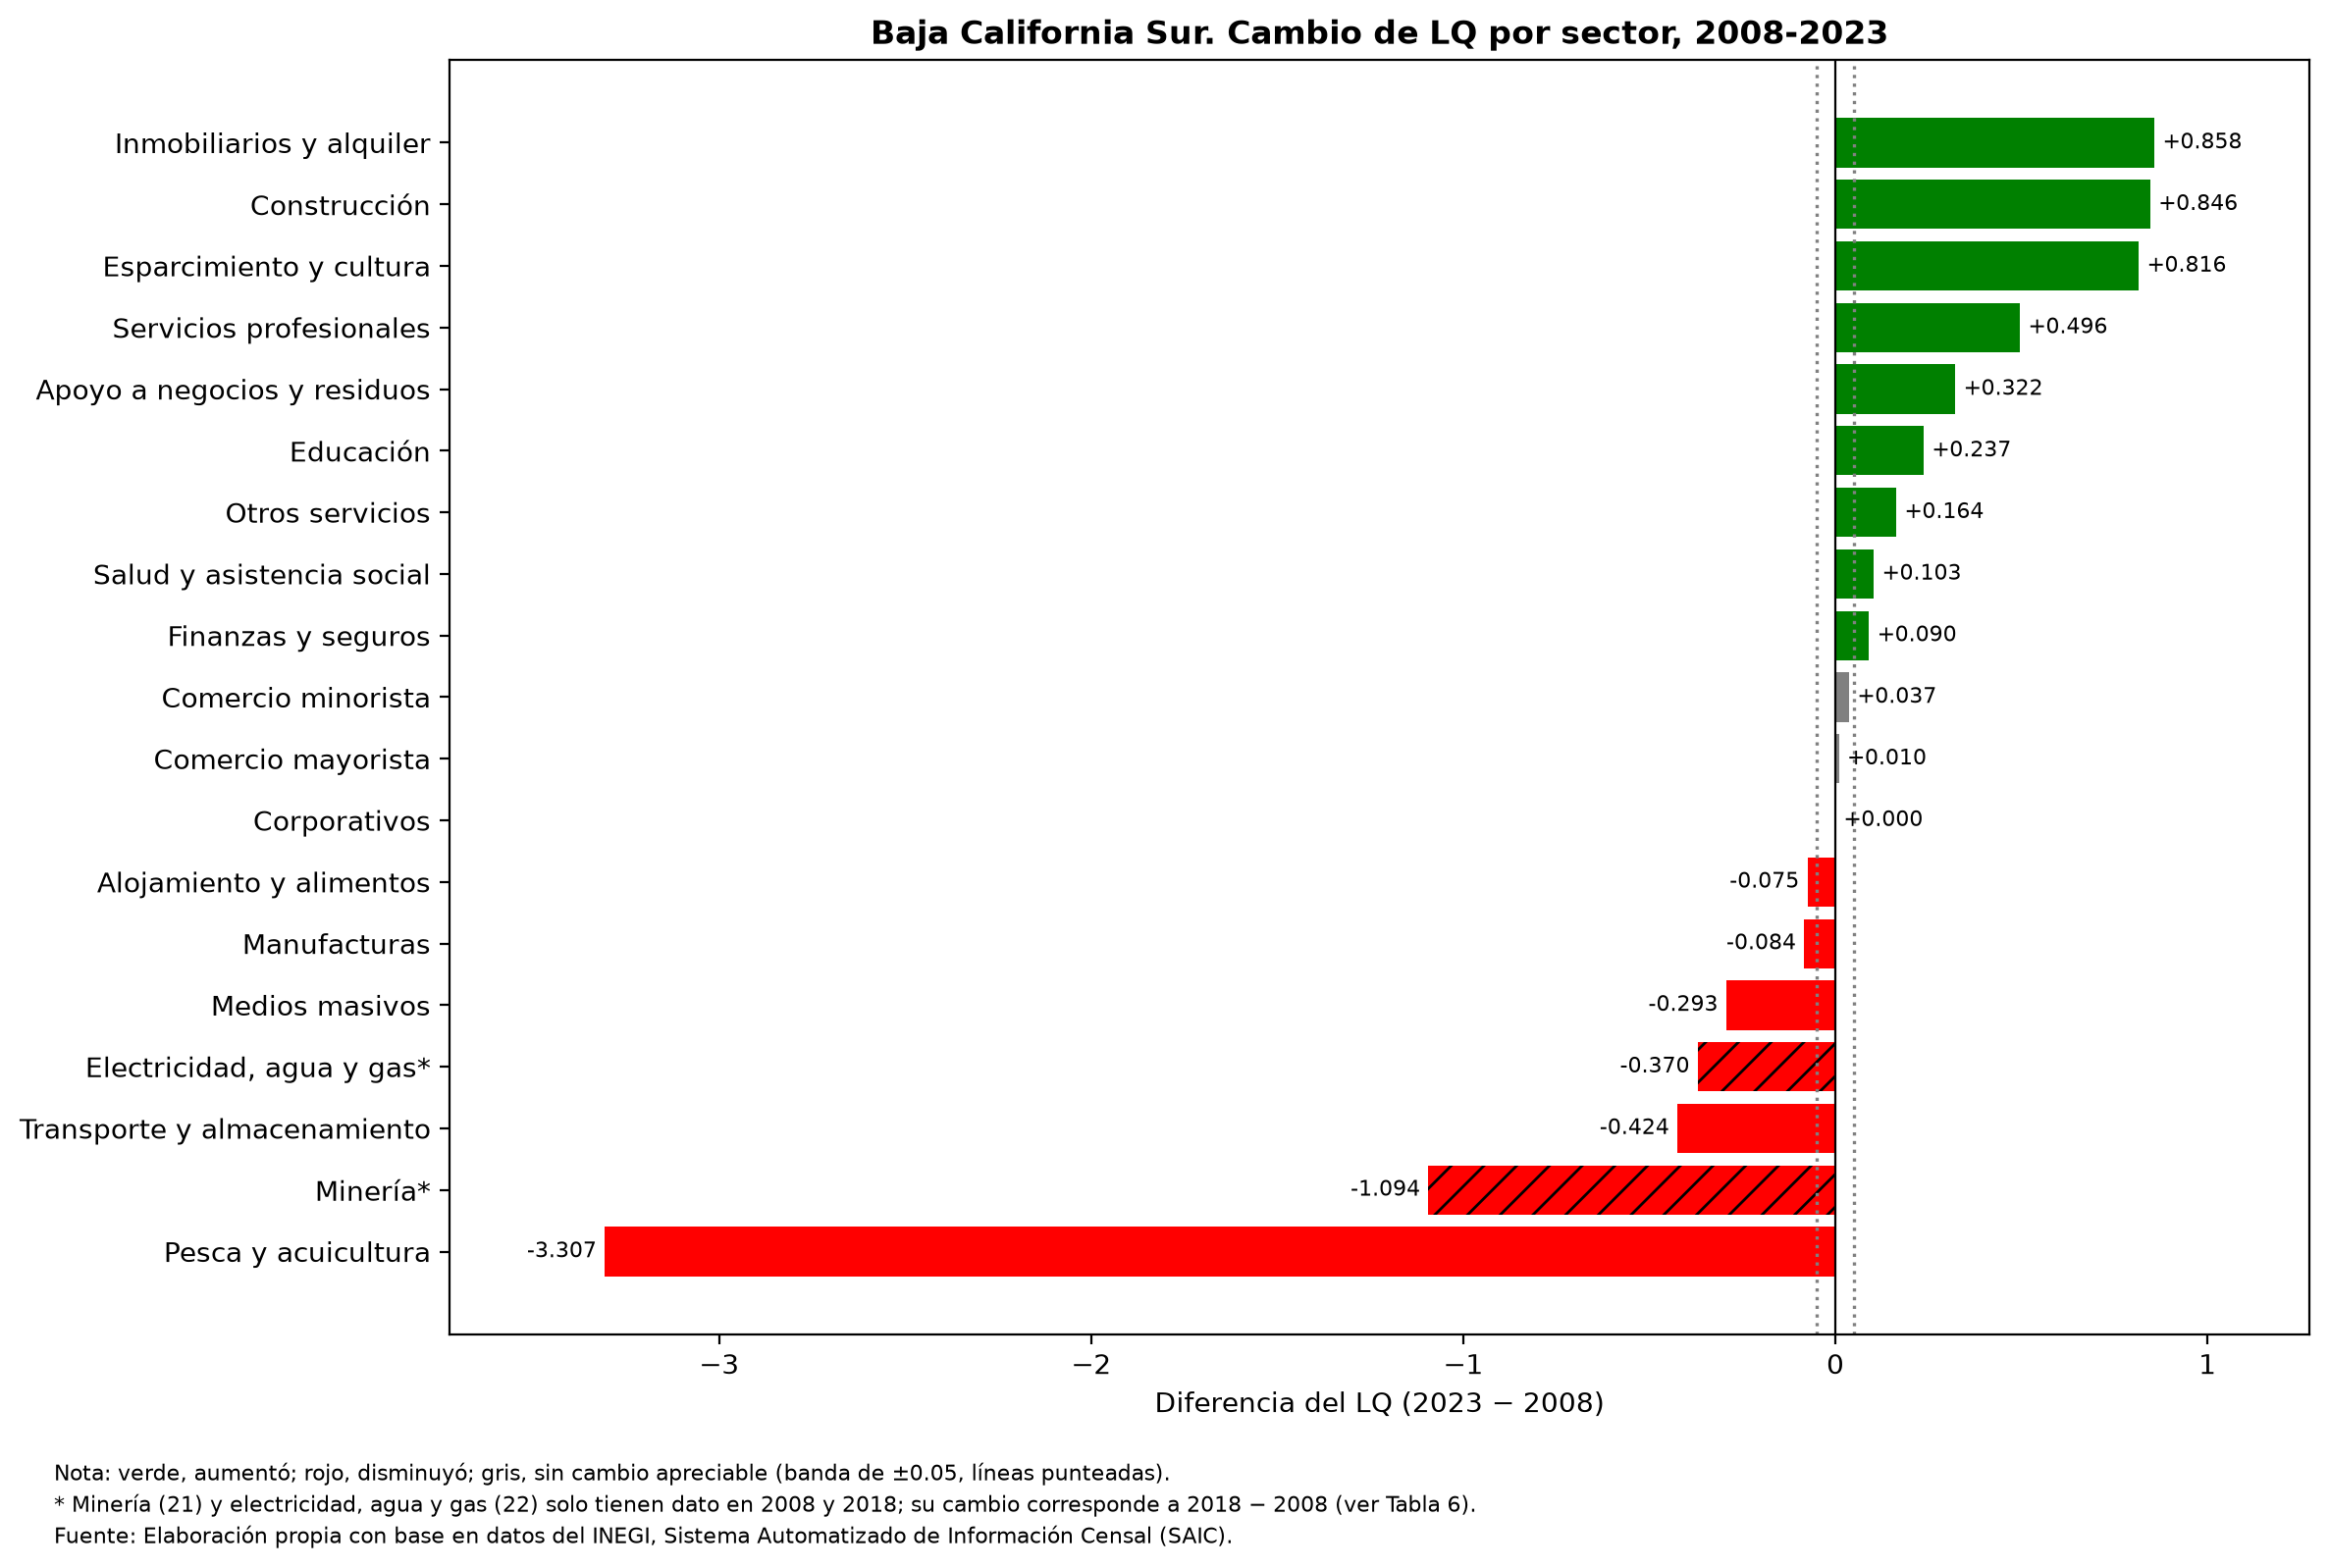 Baja California Sur. Cambio de LQ por sector, 2008-2023
Inmobiliarios y alquiler +0.858
Construcción +0.846
Esparcimiento y cultura +0.816
Servicios profesionales +0.496
Apoyo a negocios y residuos +0.322
Educación +0.237
Otros servicios +0.164
Salud y asistencia social +0.103
Finanzas y seguros +0.090
Comercio minorista +0.037
Comercio mayorista +0.010
Corporativos +0.000
Alojamiento y alimentos -0.075
Manufacturas -0.084
Medios masivos -0.293
Electricidad, agua y gas* -0.370
Transporte y almacenamiento -0.424
Minería* -1.094
Pesca y acuicultura -3.307
−3 −2 −1 0 1
Diferencia del LQ (2023 − 2008)
Nota: verde, aumentó; rojo, disminuyó; gris, sin cambio apreciable (banda de ±0.05, líneas punteadas).
* Minería (21) y electricidad, agua y gas (22) solo tienen dato en 2008 y 2018; su cambio corresponde a 2018 − 2008 (ver Tabla 6).
Fuente: Elaboración propia con base en datos del INEGI, Sistema Automatizado de Información Censal (SAIC).